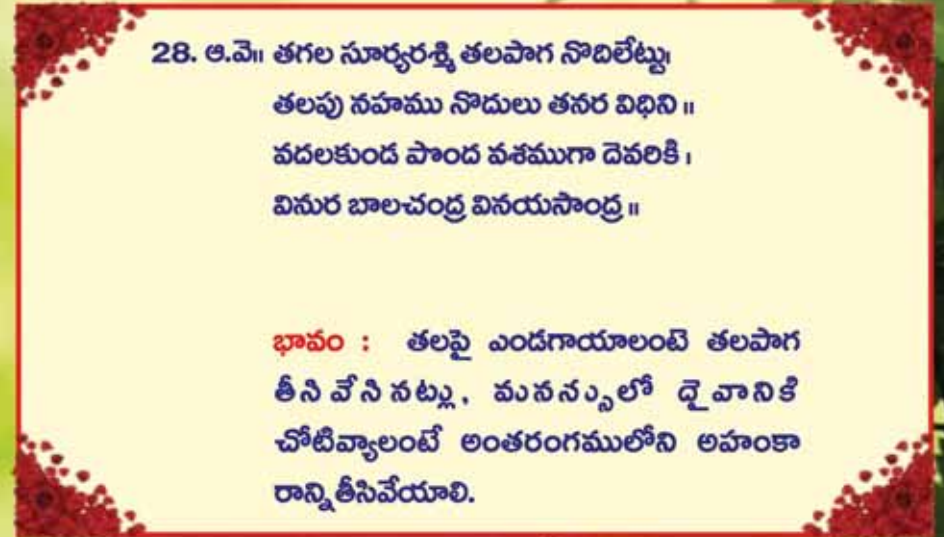 28. ఆ.వె॥ తగల సూర్యరశ్మి తలపాగ నొదిలేట్టు।
తలపు నహము నొదులు తనర విధిని॥
వదలకుండ పొంద వశముగా దెవరికి।
వినుర బాలచంద్ర వినయసాంద్ర॥
భావం : తలపై ఎండగాయాలంటె తలపాగ
తీసి వేసి నట్లు, మనస్సులో దైవానికి
చోటివ్యాలంటే అంతరంగములోని అహంకా
రాన్ని తీసివేయాలి.